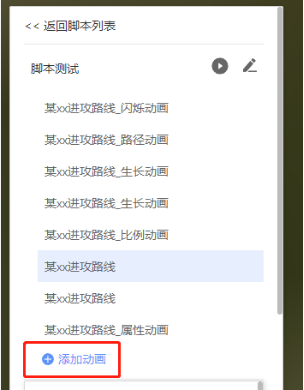 << 返回脚本列表
脚本测试
某xx进攻路线_闪烁动画
某xx进攻路线_路径动画
某xx进攻路线_生长动画
某xx进攻路线_生长动画
某xx进攻路线_比例动画
某xx进攻路线
某xx进攻路线
某xx进攻路线_属性动画
添加动画